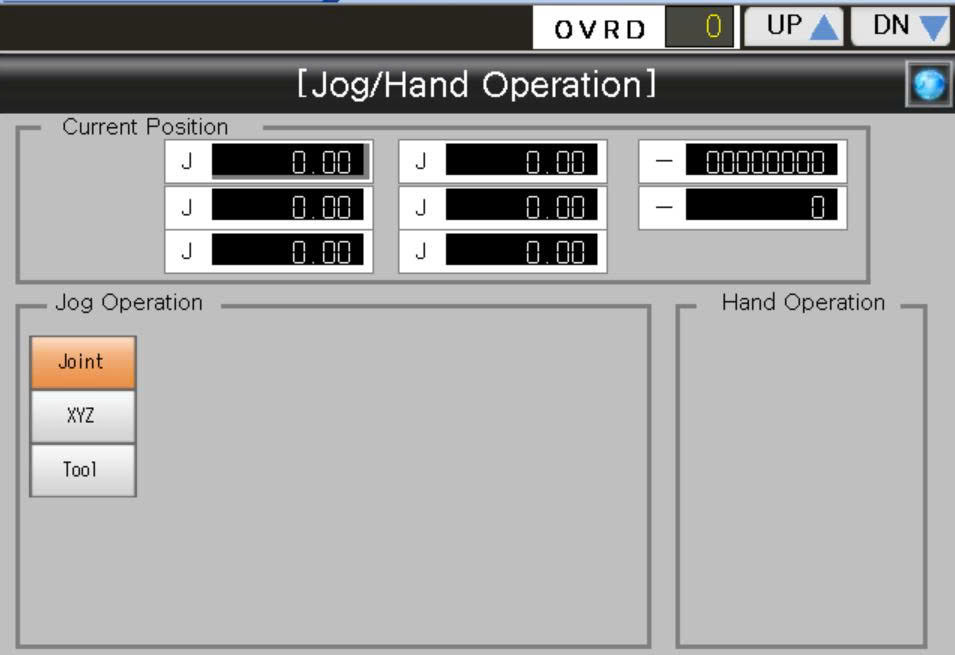 OVRD 0 UP DN
[Jog/Hand Operation]
Current Position
J 0.00 J 0.00 — 00000000
J 0.00 J 0.00 — 0
J 0.00 J 0.00
Jog Operation Hand Operation
Joint
XYZ
Tool